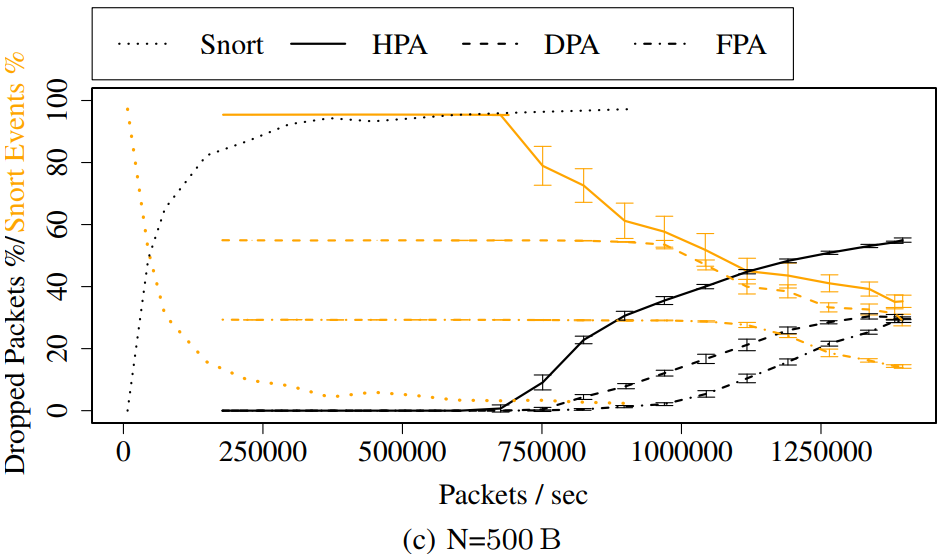 Snort HPA DPA FPA
Dropped Packets %/ Snort Events %
100
80
60
40
20
0
0 250000 500000 750000 1000000 1250000
Packets / sec
(c) N=500 B